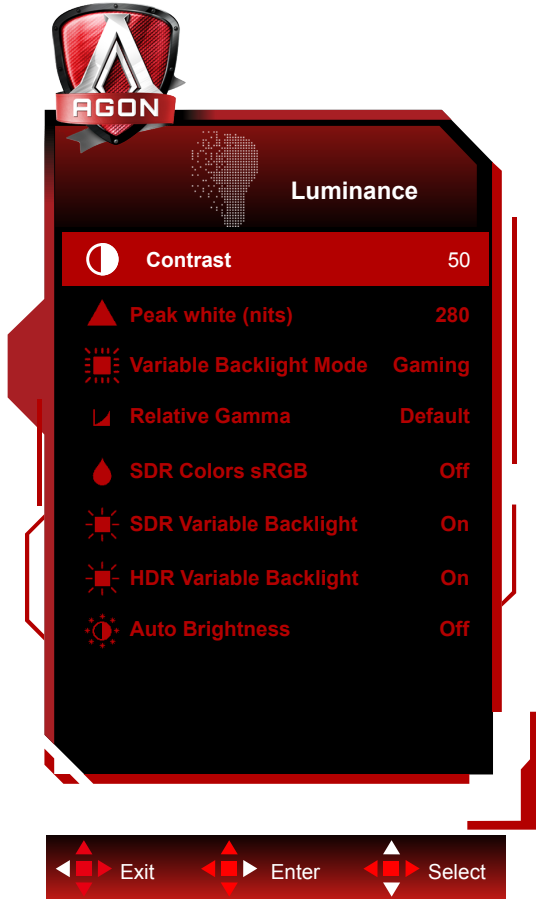 AGON
Luminance
Contrast 50
Peak white (nits) 280
Variable Backlight Mode Gaming
Relative Gamma Default
SDR Colors sRGB Off
SDR Variable Backlight On
HDR Variable Backlight On
Auto Brightness Off
Exit Enter Select